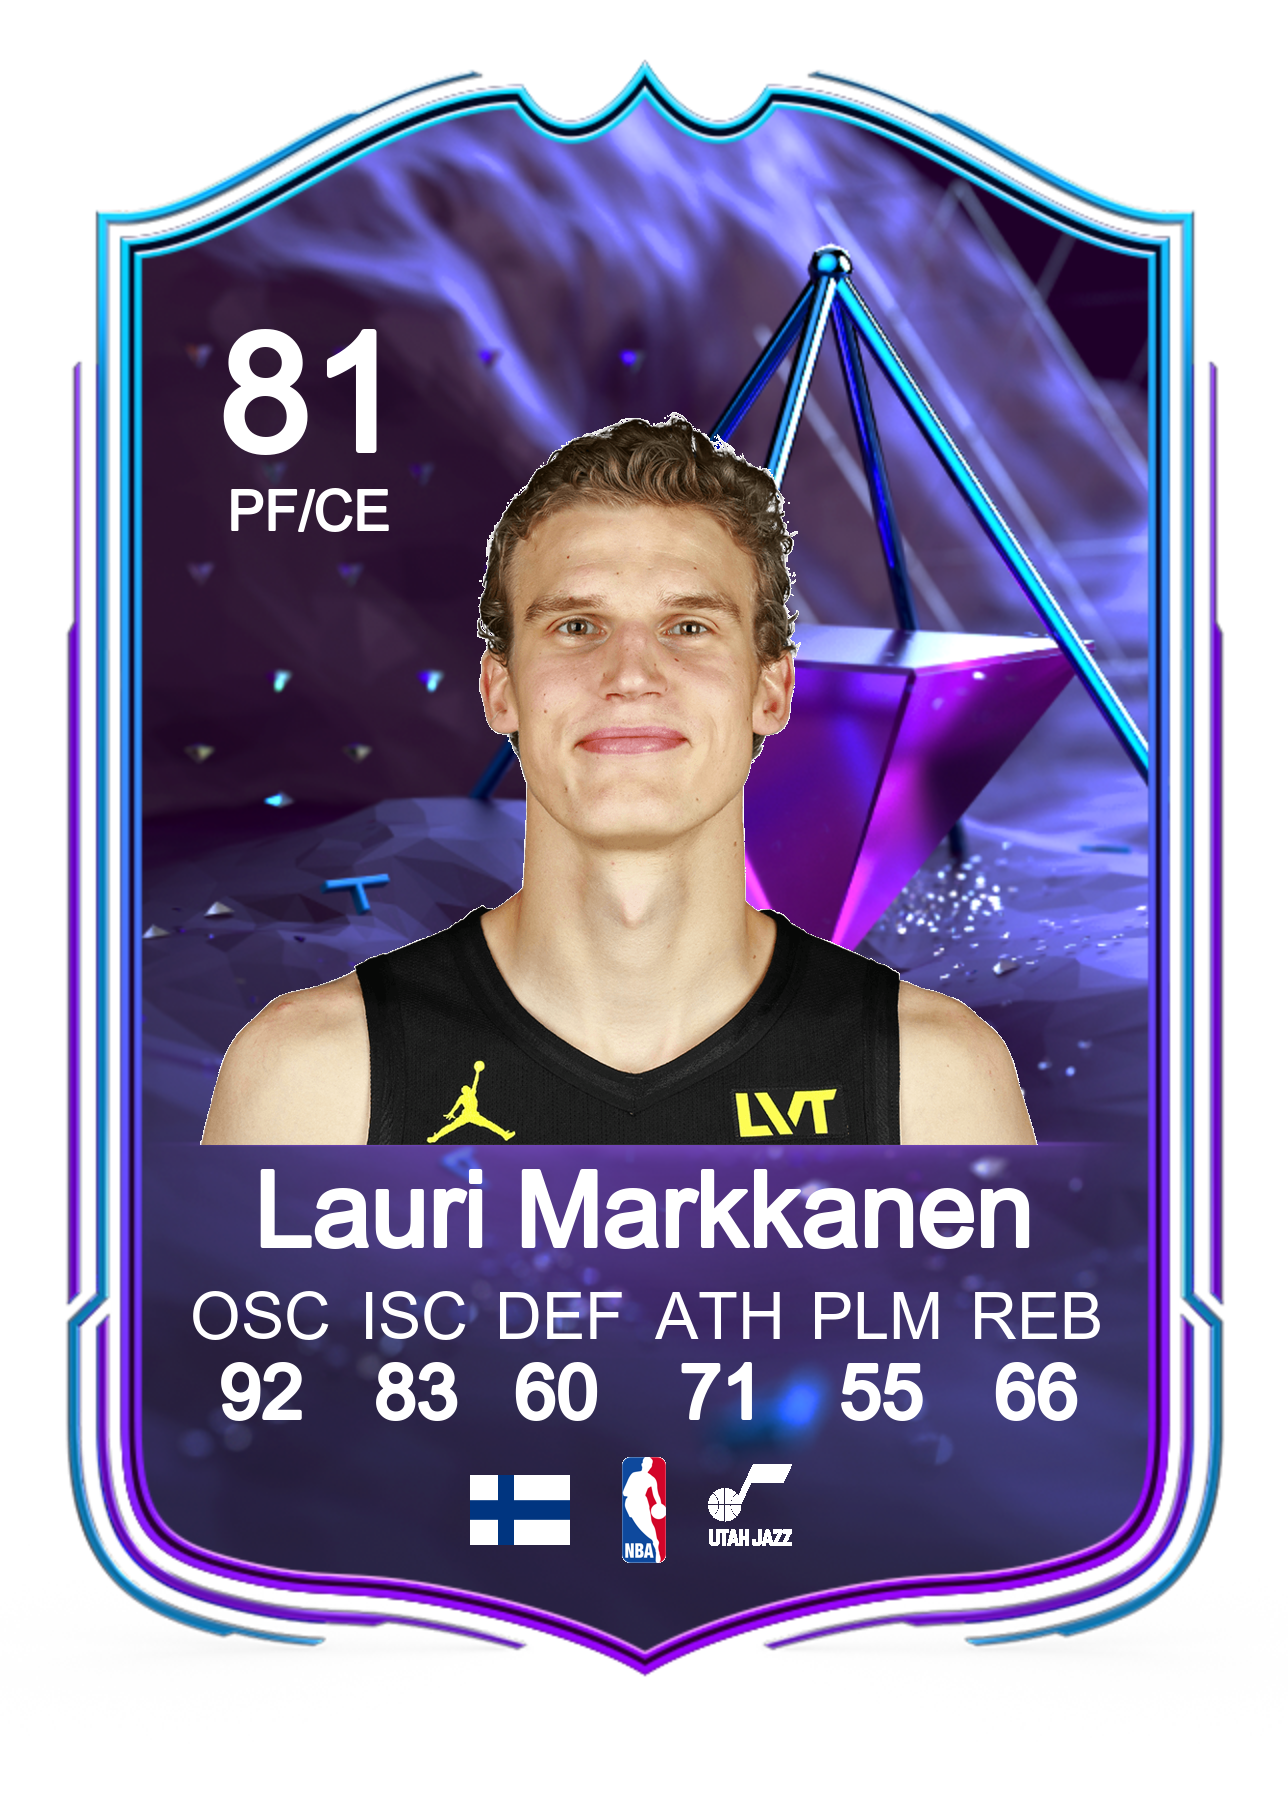 81
PF/CE
LVT
Lauri Markkanen
OSC ISC DEF ATH PLM REB
92 83 60 71 55 66
NBA
UTAH JAZZ